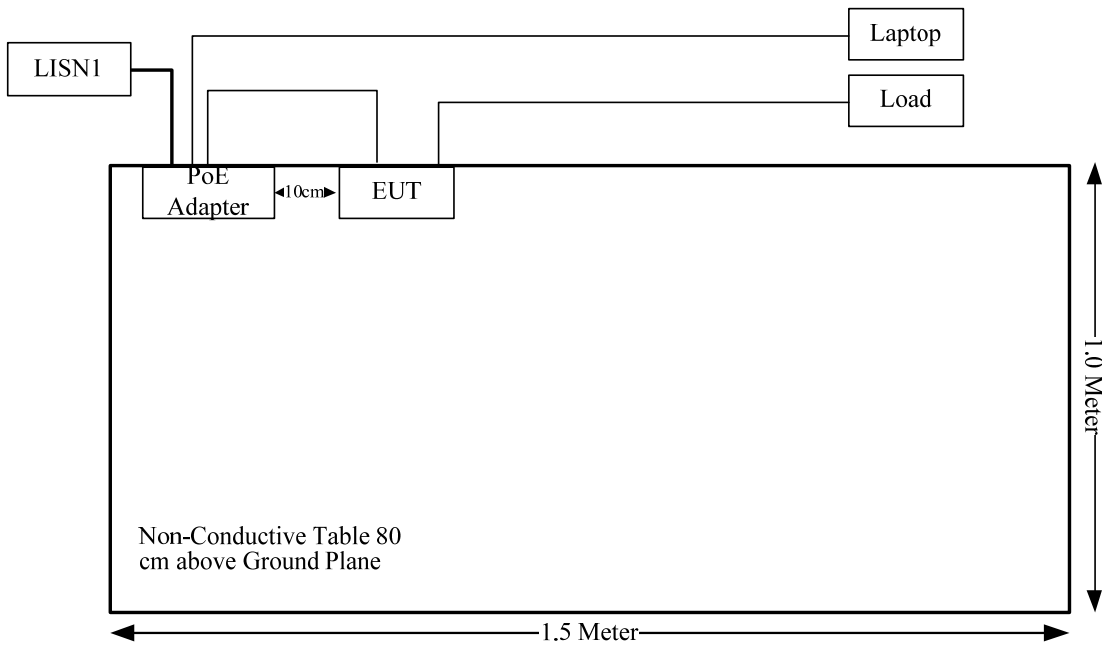 Laptop
LISN1
Load
PoE
Adapter
10cm
EUT
1.0 Meter
Non-Conductive Table 80
cm above Ground Plane
1.5 Meter